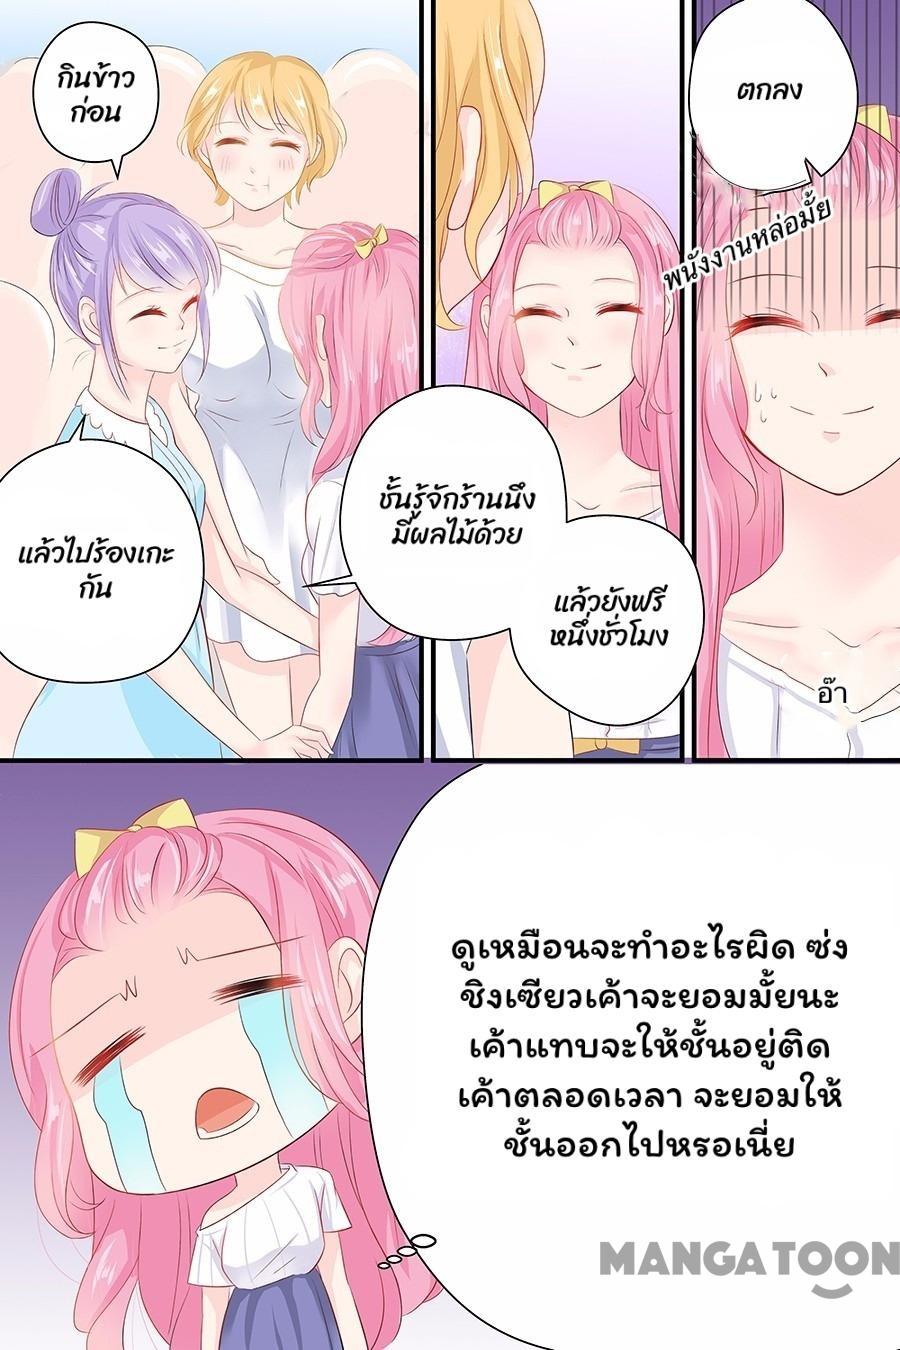 กินข้าว
ก่อน
แล้วไปร้องเกะ
กัน
ชั้นรู้จักร้านนึง
มีผลไม้ด้วย
แล้วยังฟรี
หนึ่งชั่วโมง
ตกลง
พนังงานหล่อมั้ย
อ๊า
ดูเหมือนจะทำอะไรผิด ซ่ง
ชิงเซียวเค้าจะยอมมั้ยนะ
เค้าแทบจะให้ชั้นอยู่ติด
เค้าตลอดเวลา จะยอมให้
ชั้นออกไปหรอเนี่ย
MANGA TOON